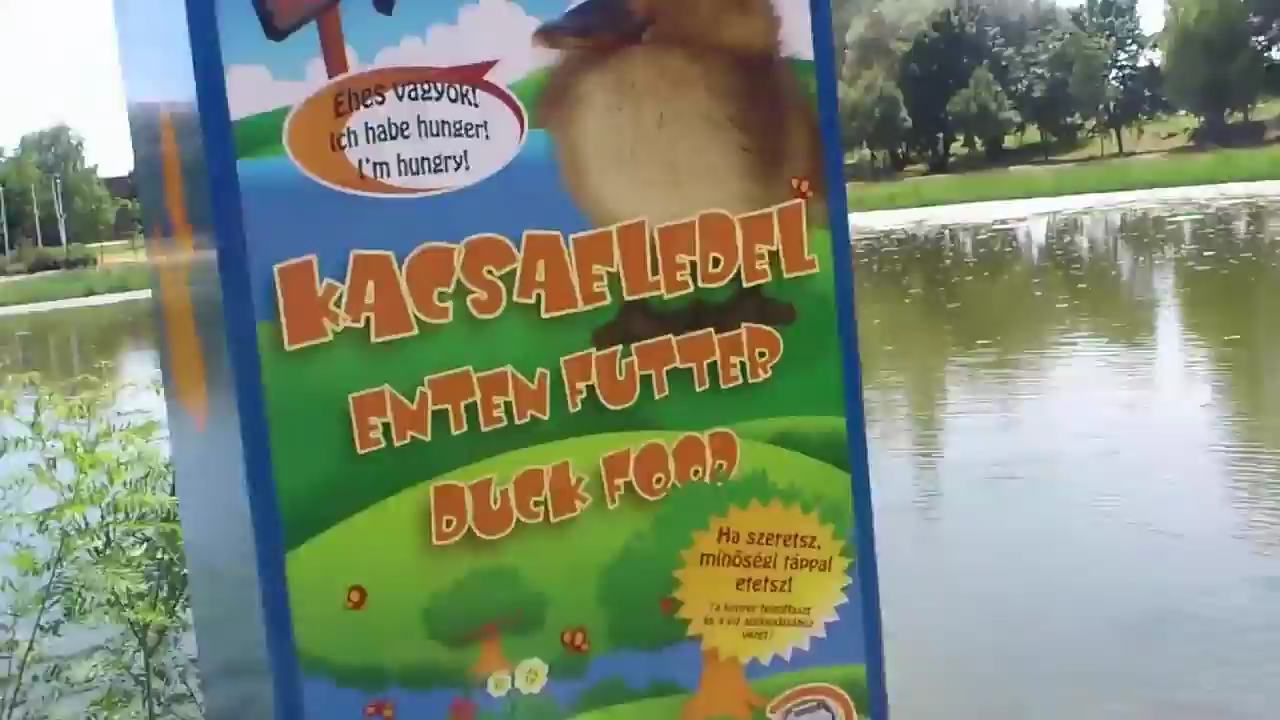 Éhes vagyok!
Ich habe hunger!
I'm hungry!
KACSAELEDEL
ENTEN FUTTER
DUCK FOOD
Ha szeretsz,
minőségi táppal
etetsz!